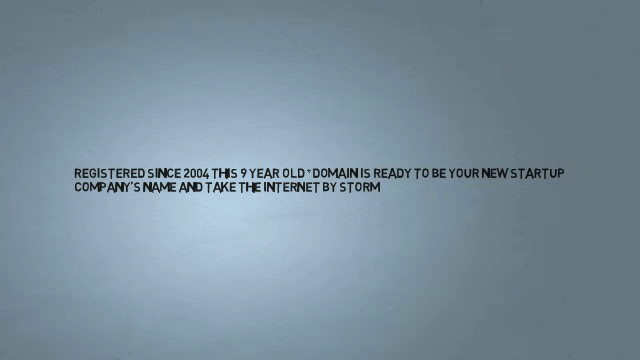 REGISTERED SINCE 2004 THIS 9 YEAR OLD * DOMAIN IS READY TO BE YOUR NEW STARTUP
COMPANY'S NAME AND TAKE THE INTERNET BY STORM